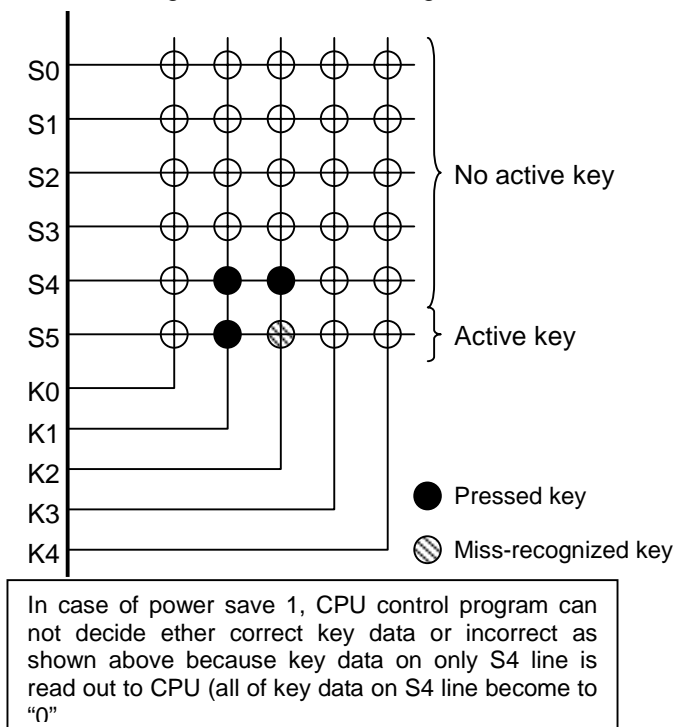 S0
S1
S2
S3
S4
S5
K0
K1
K2
K3
K4
No active key
Active key
Pressed key
Miss-recognized key
In case of power save 1, CPU control program can
not decide ether correct key data or incorrect as
shown above because key data on only S4 line is
read out to CPU (all of key data on S4 line become to
“0”